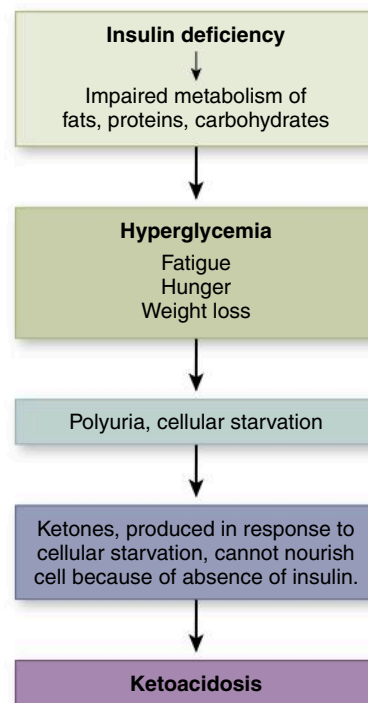 Insulin deficiency
Impaired metabolism of
fats, proteins, carbohydrates
Hyperglycemia
Fatigue
Hunger
Weight loss
Polyuria, cellular starvation
Ketones, produced in response to
cellular starvation, cannot nourish
cell because of absence of insulin.
Ketoacidosis